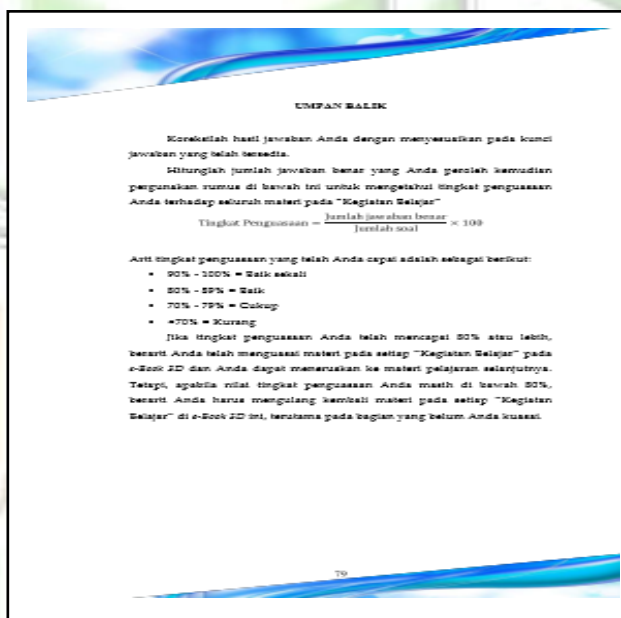 UMPAN BALIK
Koreksilah hasil jawaban Anda dengan menyesuaikan pada kunci
jawaban yang telah tersedia.
Hitunglah jumlah jawaban benar yang Anda peroleh kemudian
pergunakan rumus di bawah ini untuk mengetahui tingkat penguasaan
Anda terhadap seluruh materi pada "Kegiatan Belajar"
Tingkat Penguasaan = Jumlah jawaban benar / Jumlah soal × 100
Arti tingkat penguasaan yang telah Anda capai adalah sebagai berikut:
• 90% - 100% = Baik sekali
• 80% - 89% = Baik
• 70% - 79% = Cukup
• <70% = Kurang
Jika tingkat penguasaan Anda telah mencapai 80% atau lebih,
berarti Anda telah menguasai materi pada setiap "Kegiatan Belajar" pada
e-Book 3D dan Anda dapat meneruskan ke materi pelajaran selanjutnya.
Tetapi, apabila nilai tingkat penguasaan Anda masih di bawah 80%,
berarti Anda harus mengulang kembali materi pada setiap "Kegiatan
Belajar" di e-Book 3D ini, terutama pada bagian yang belum Anda kuasai.
79